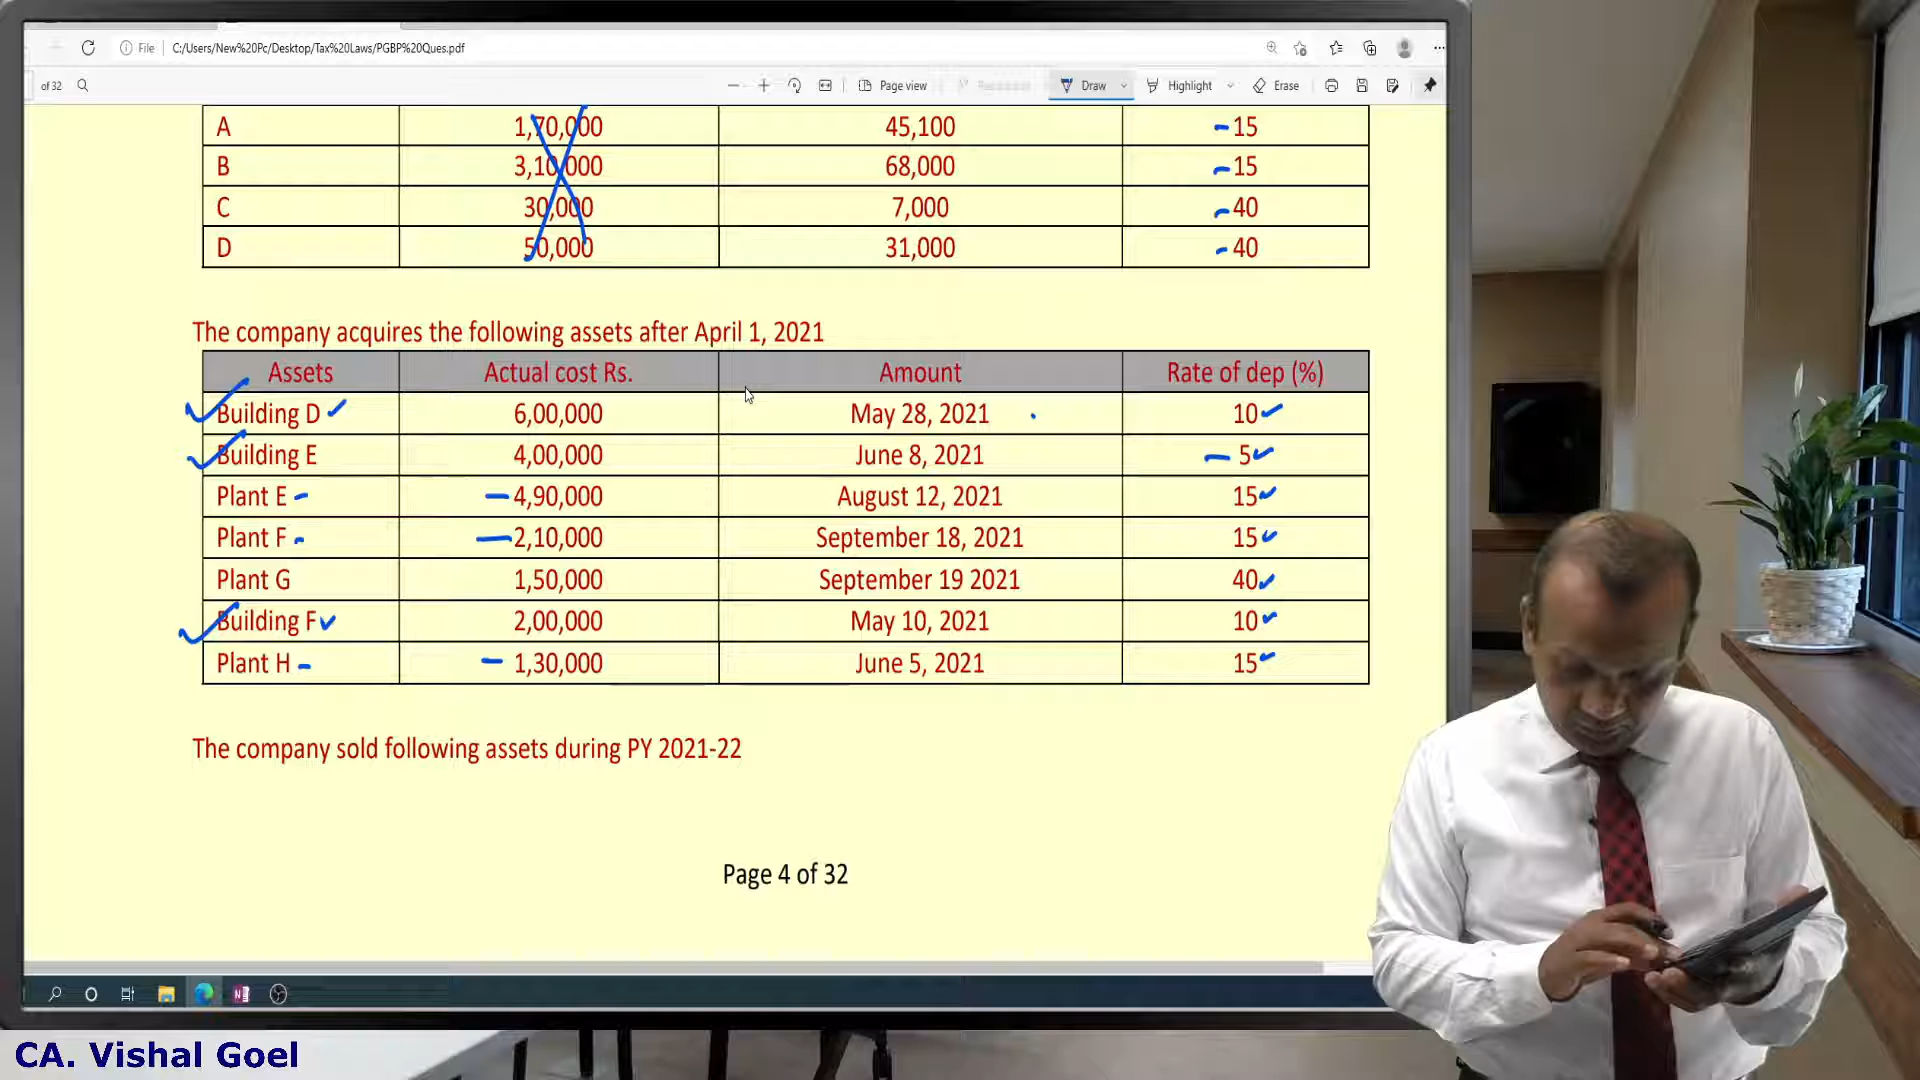 File C:/Users/New%20Pc/Desktop/Tax%20Laws/PGBP%20Ques.pdf
of 32 Page view Draw Highlight Erase
A 1,70,000 45,100 15
B 3,10,000 68,000 15
C 30,000 7,000 40
D 50,000 31,000 40
The company acquires the following assets after April 1, 2021
Assets Actual cost Rs. Amount Rate of dep (%)
Building D 6,00,000 May 28, 2021 10
Building E 4,00,000 June 8, 2021 5
Plant E 4,90,000 August 12, 2021 15
Plant F 2,10,000 September 18, 2021 15
Plant G 1,50,000 September 19 2021 40
Building F 2,00,000 May 10, 2021 10
Plant H 1,30,000 June 5, 2021 15
The company sold following assets during PY 2021-22
Page 4 of 32
CA. Vishal Goel